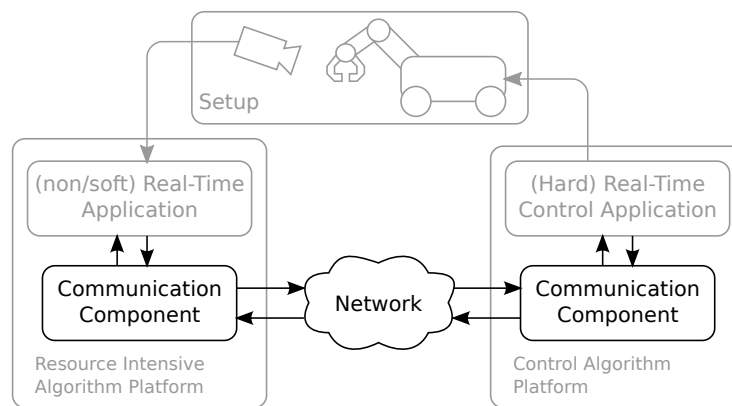 Setup
(non/soft) Real-Time
Application
(Hard) Real-Time
Control Application
Communication
Component
Network
Communication
Component
Resource Intensive
Algorithm Platform
Control Algorithm
Platform